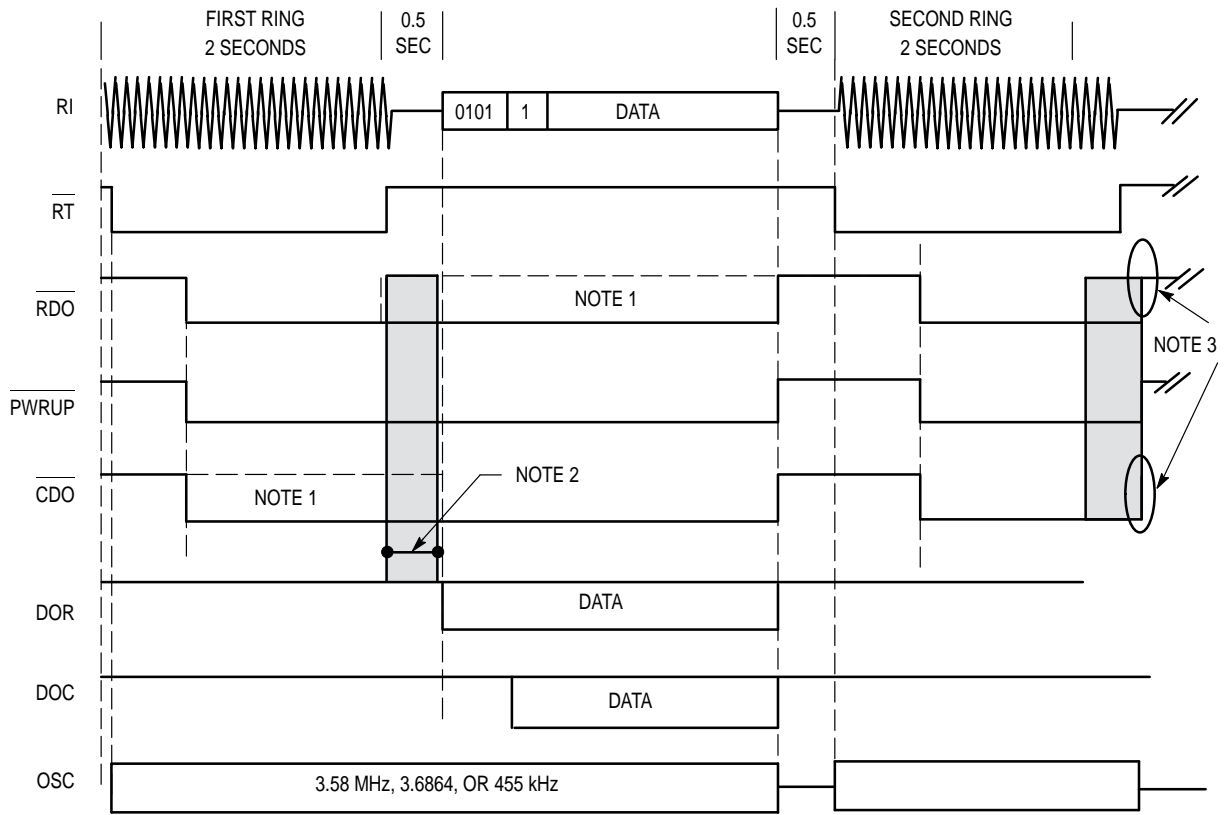 FIRST RING
2 SECONDS
0.5
SEC
0.5
SEC
SECOND RING
2 SECONDS
RI
0101
1
DATA
RT
RDO
NOTE 1
NOTE 3
PWRUP
CDO
NOTE 1
NOTE 2
DOR
DATA
DOC
DATA
OSC
3.58 MHz, 3.6864, OR 455 kHz